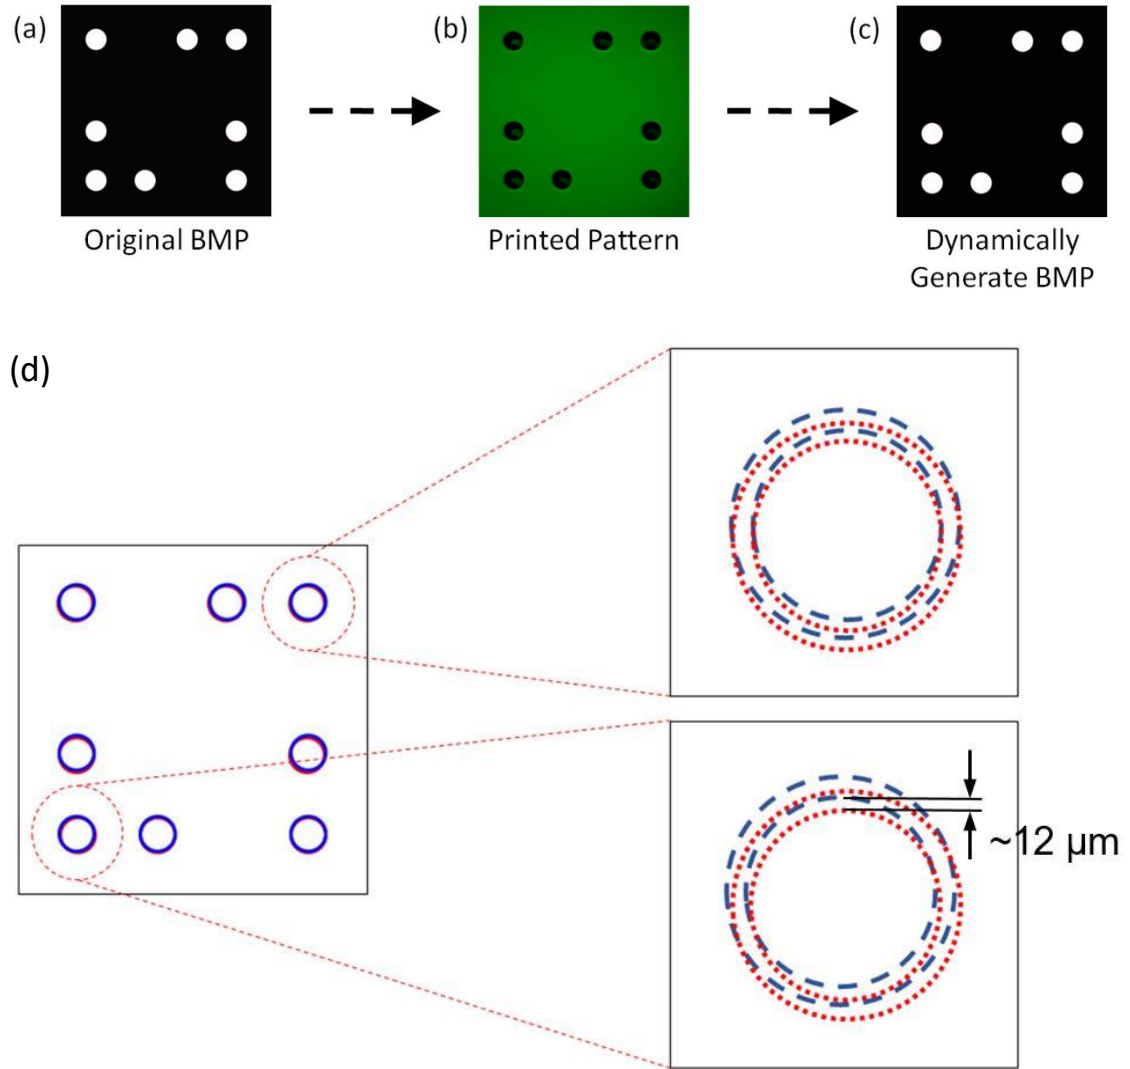 (a)
(b)
(c)
Original BMP
Printed Pattern
Dynamically
Generate BMP
(d)
~12 μm